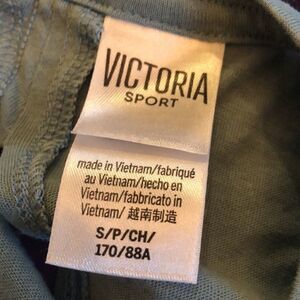 VICTORIA
SPORT
made in Vietnam/fabriqué
au Vietnam/hecho en
Vietnam/fabbricato in
Vietnam/ 越南制造
S/P/CH/
170/88A